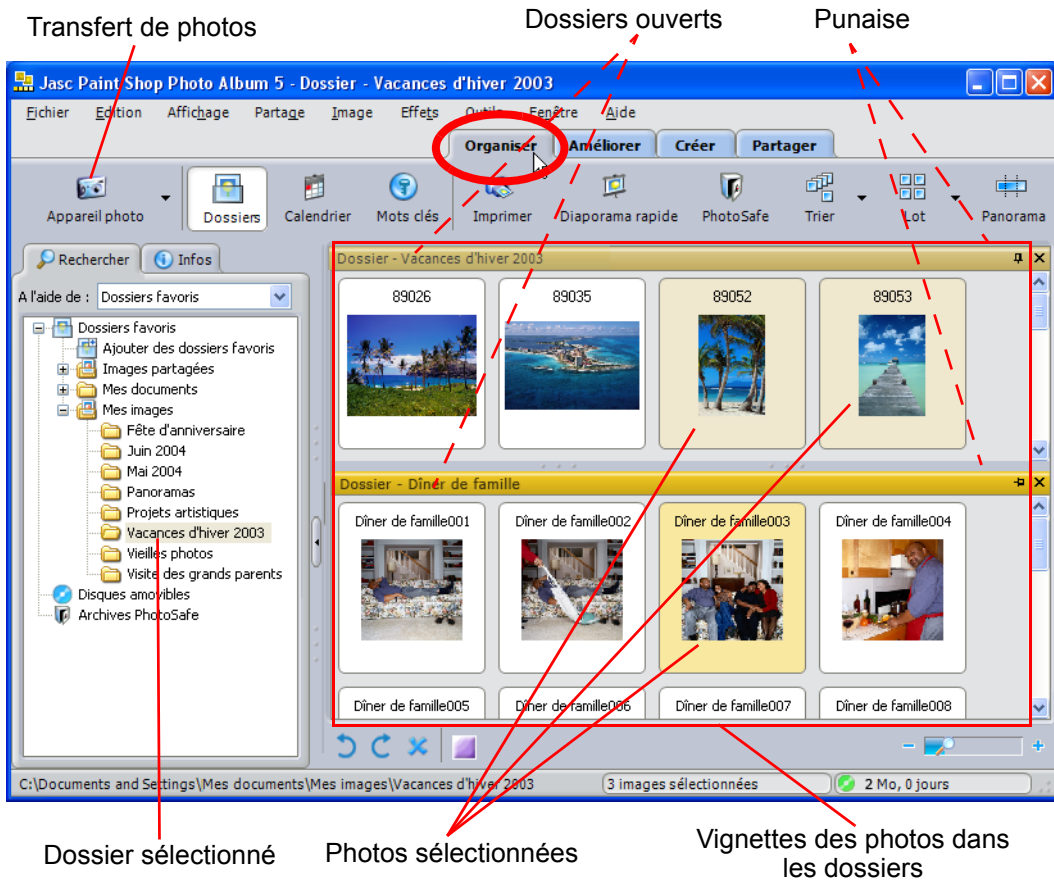 Transfert de photos
Dossiers ouverts
Punaise
Jasc Paint Shop Photo Album 5 - Dossier - Vacances d'hiver 2003
Fichier Edition Affichage Partage Image Effets Outils Fenêtre Aide
Organiser Améliorer Créer Partager
Appareil photo Dossiers Calendrier Mots clés Imprimer Diaporama rapide PhotoSafe Trier Lot Panorama
Rechercher Infos
A l'aide de : Dossiers favoris
Dossiers favoris
Ajouter des dossiers favoris
Images partagées
Mes documents
Mes images
Fête d'anniversaire
Juin 2004
Mai 2004
Panoramas
Projets artistiques
Vacances d'hiver 2003
Vieilles photos
Visite des grands parents
Disques amovibles
Archives PhotoSafe
Dossier - Vacances d'hiver 2003
89026 89035 89052 89053
Dossier - Dîner de famille
Dîner de famille001 Dîner de famille002 Dîner de famille003 Dîner de famille004
Dîner de famille005 Dîner de famille006 Dîner de famille007 Dîner de famille008
C:\Documents and Settings\Mes documents\Mes images\Vacances d'hiver 2003
3 images sélectionnées
2 Mo, 0 jours
Dossier sélectionné
Photos sélectionnées
Vignettes des photos dans
les dossiers